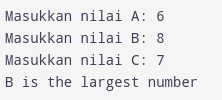 Masukkan nilai A: 6
Masukkan nilai B: 8
Masukkan nilai C: 7
B is the largest number